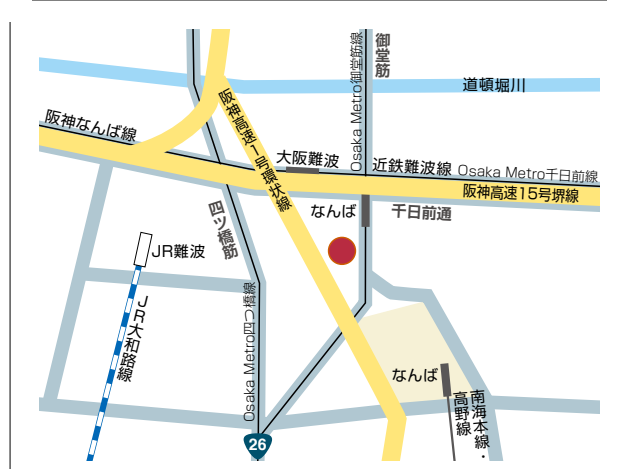 御堂筋
Osaka Metro御堂筋線
道頓堀川
阪神なんば線
阪神高速1号環状線
大阪難波
近鉄難波線
Osaka Metro千日前線
阪神高速15号堺線
なんば
千日前通
四ツ橋筋
JR難波
JR大和路線
Osaka Metro四つ橋線
なんば
南海本線・
高野線
26